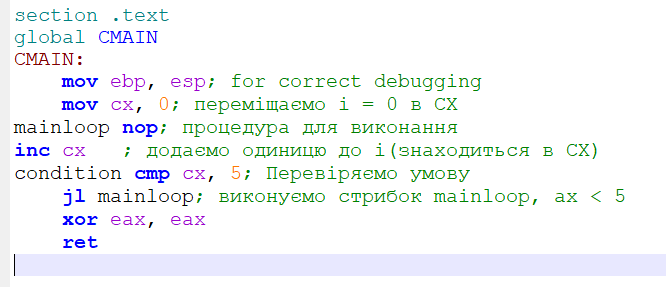 section .text
global CMAIN
CMAIN:
    mov ebp, esp; for correct debugging
    mov cx, 0; переміщаємо i = 0 в CX
mainloop nop; процедура для виконання
inc cx   ; додаємо одиницю до i(знаходиться в CX)
condition cmp cx, 5; Перевіряємо умову
    jl mainloop; виконуємо стрибок mainloop, ax < 5
    xor eax, eax
    ret